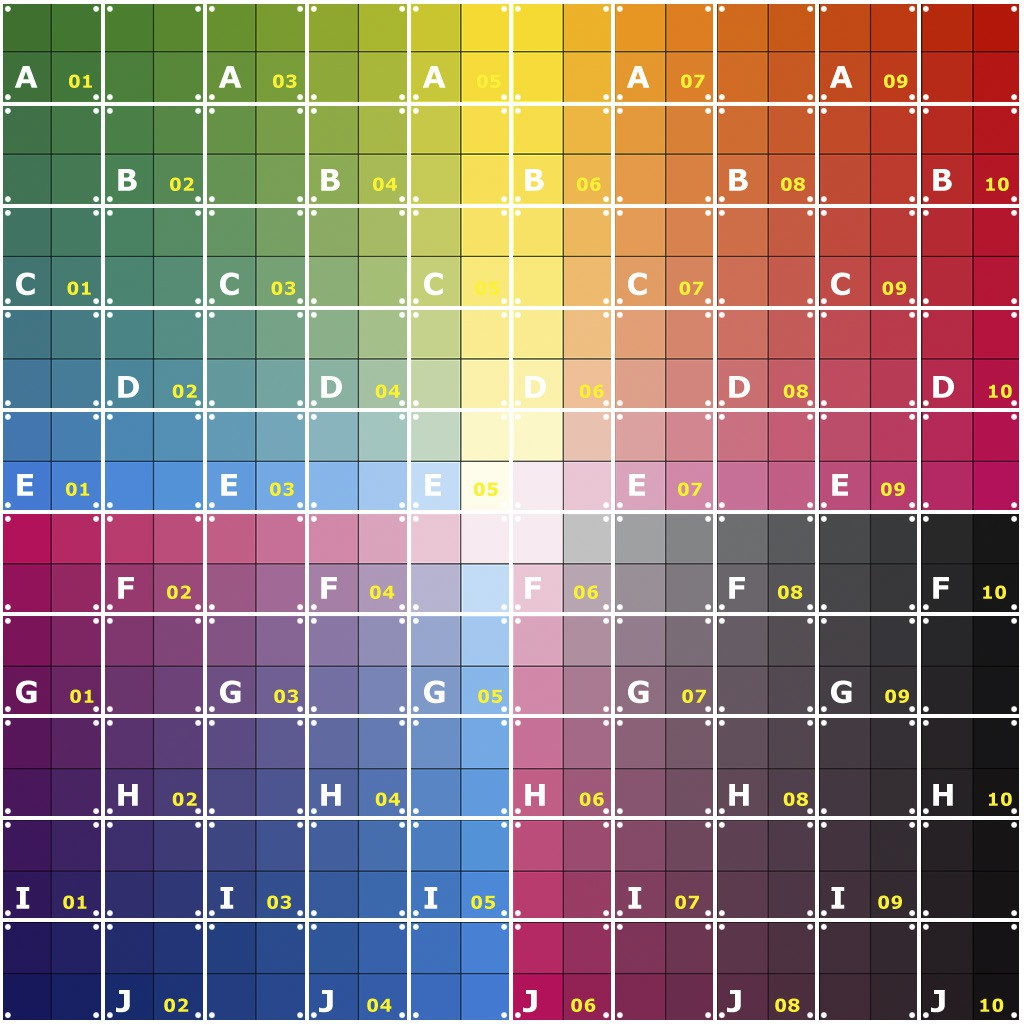 A 01 A 03 A 05 A 07 A 09
B 02 B 04 B 06 B 08 B 10
C 01 C 03 C 05 C 07 C 09
D 02 D 04 D 06 D 08 D 10
E 01 E 03 E 05 E 07 E 09
F 02 F 04 F 06 F 08 F 10
G 01 G 03 G 05 G 07 G 09
H 02 H 04 H 06 H 08 H 10
I 01 I 03 I 05 I 07 I 09
J 02 J 04 J 06 J 08 J 10